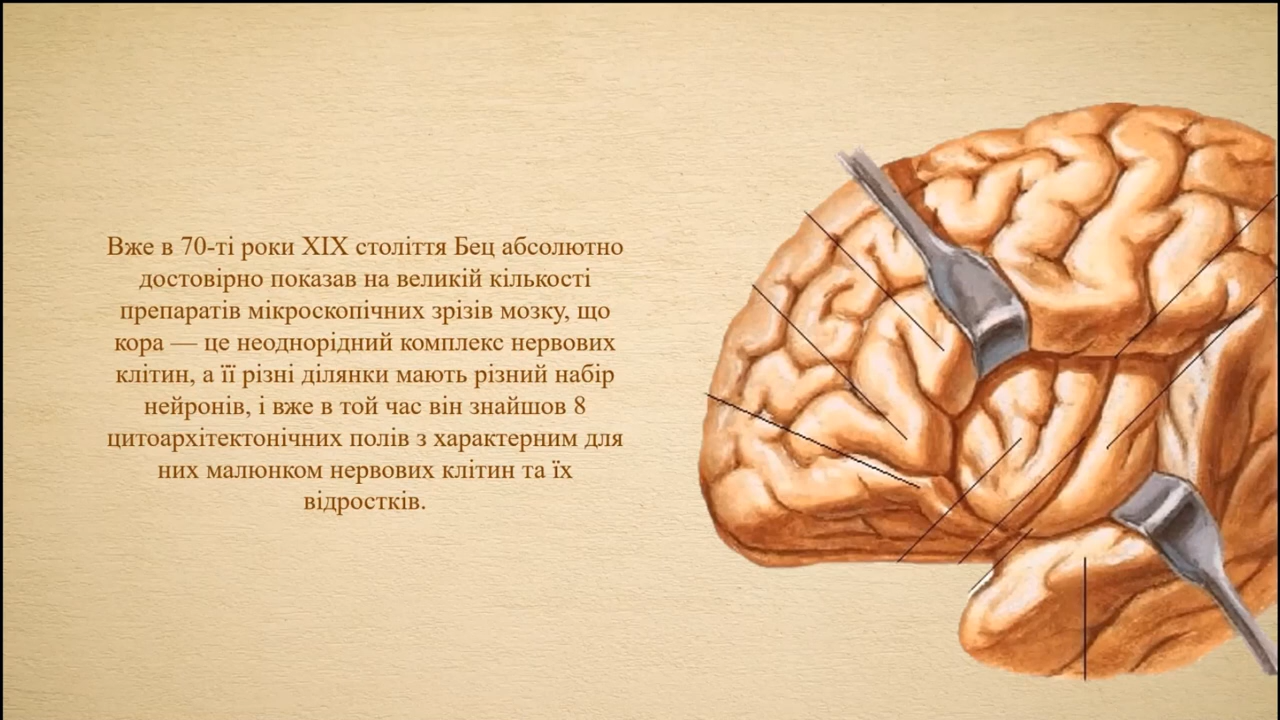 Вже в 70-ті роки XIX століття Бец абсолютно
достовірно показав на великій кількості
препаратів мікроскопічних зрізів мозку, що
кора — це неоднорідний комплекс нервових
клітин, а її різні ділянки мають різний набір
нейронів, і вже в той час він знайшов 8
цитоархітектонічних полів з характерним для
них малюнком нервових клітин та їх
відростків.